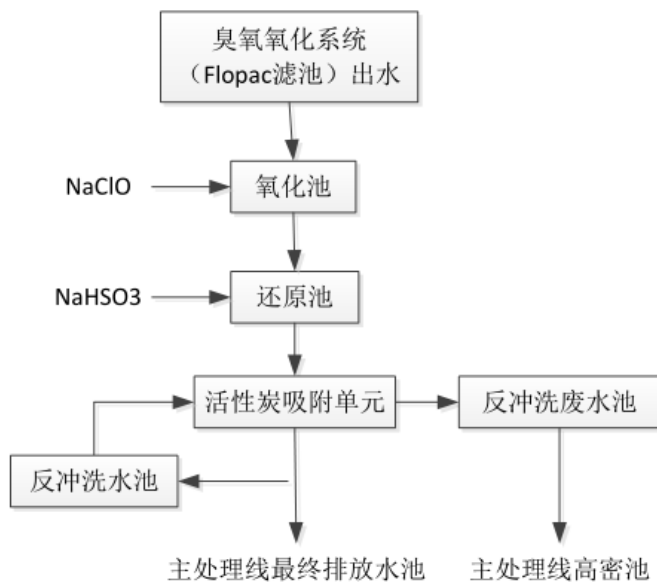 臭氧氧化系统
（Flopac滤池）出水
NaClO
氧化池
NaHSO3
还原池
活性炭吸附单元
反冲洗废水池
反冲洗水池
主处理线最终排放水池
主处理线高密池